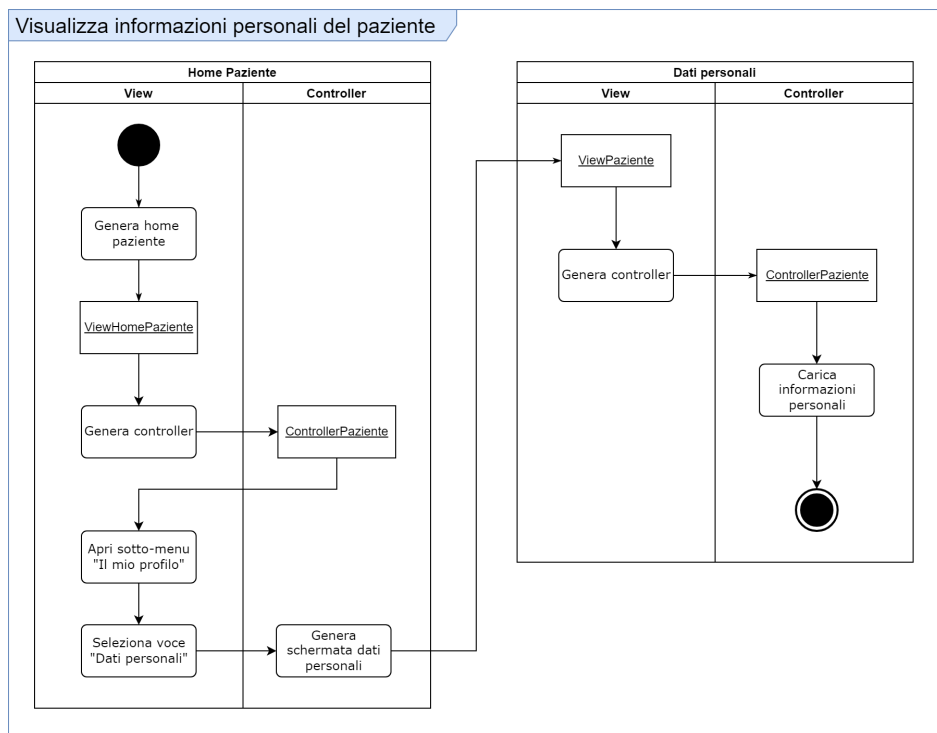 Visualizza informazioni personali del paziente
Home Paziente
View
Controller
Genera home
paziente
ViewHomePaziente
Genera controller
ControllerPaziente
Apri sotto-menu
"Il mio profilo"
Seleziona voce
"Dati personali"
Genera
schermata dati
personali
Dati personali
View
Controller
ViewPaziente
Genera controller
ControllerPaziente
Carica
informazioni
personali